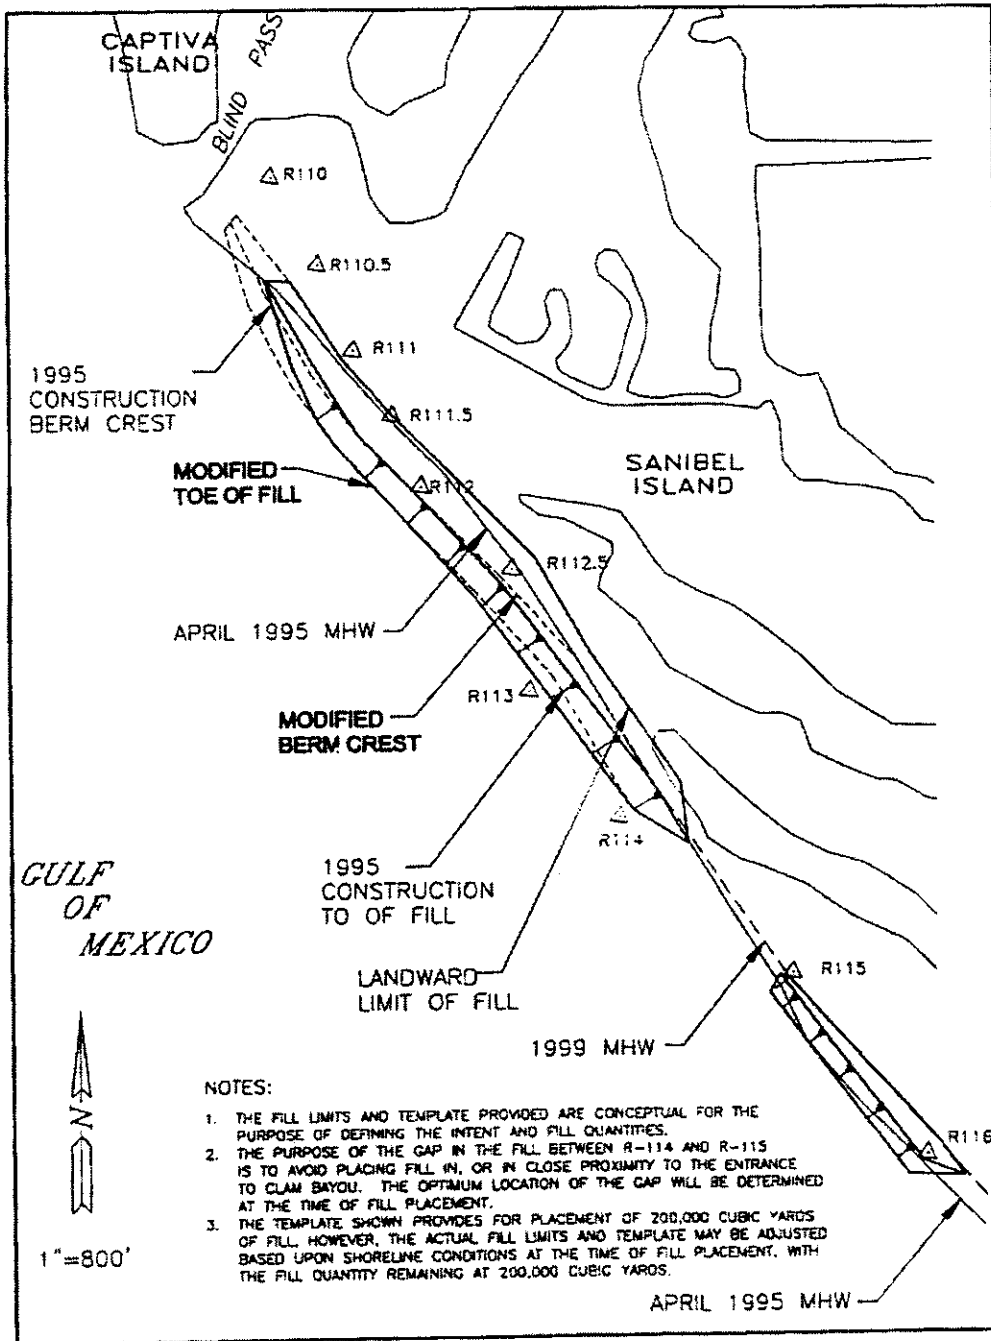 CAPTIVA
ISLAND
BLIND PASS
R110
R110.5
R111
1995
CONSTRUCTION
BERM CREST
R111.5
SANIBEL
ISLAND
MODIFIED
TOE OF FILL
R112
R112.5
APRIL 1995 MHW
R113
MODIFIED
BERM CREST
R114
1995
CONSTRUCTION
TO OF FILL
GULF
OF
MEXICO
LANDWARD
LIMIT OF FILL
R115
1999 MHW
N
1"=800'
NOTES:
1. THE FILL LIMITS AND TEMPLATE PROVIDED ARE CONCEPTUAL FOR THE
PURPOSE OF DEFINING THE INTENT AND FILL QUANTITIES.
2. THE PURPOSE OF THE GAP IN THE FILL BETWEEN R-114 AND R-115
IS TO AVOID PLACING FILL IN, OR IN CLOSE PROXIMITY TO THE ENTRANCE
TO CLAM BAYOU. THE OPTIMUM LOCATION OF THE GAP WILL BE DETERMINED
AT THE TIME OF FILL PLACEMENT.
3. THE TEMPLATE SHOWN PROVIDES FOR PLACEMENT OF 200,000 CUBIC YARDS
OF FILL, HOWEVER, THE ACTUAL FILL LIMITS AND TEMPLATE MAY BE ADJUSTED
BASED UPON SHORELINE CONDITIONS AT THE TIME OF FILL PLACEMENT, WITH
THE FILL QUANTITY REMAINING AT 200,000 CUBIC YARDS.
R116
APRIL 1995 MHW